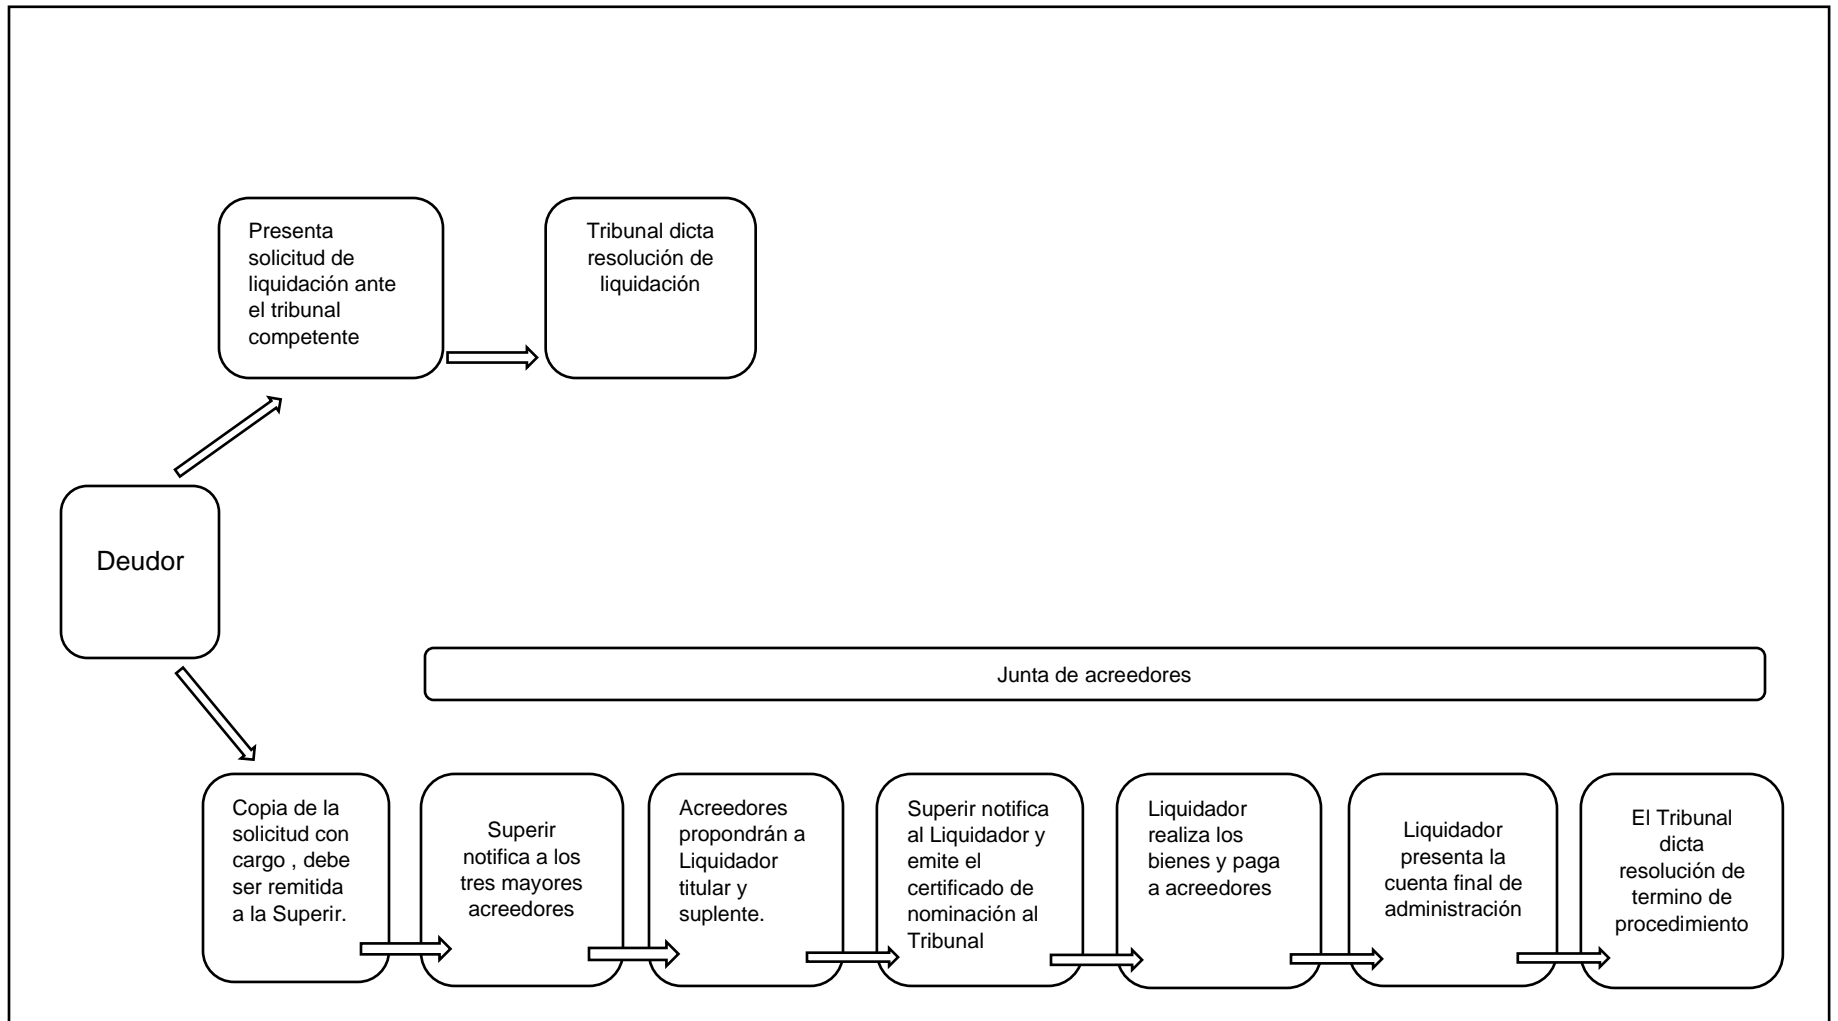 Presenta
solicitud de
liquidación ante
el tribunal
competente
Tribunal dicta
resolución de
liquidación
Deudor
Junta de acreedores
Copia de la
solicitud con
cargo , debe
ser remitida
a la Superir.
Superir
notifica a los
tres mayores
acreedores
Acreedores
propondrán a
Liquidador
titular y
suplente.
Superir notifica
al Liquidador y
emite el
certificado de
nominación al
Tribunal
Liquidador
realiza los
bienes y paga
a acreedores
Liquidador
presenta la
cuenta final de
administración
El Tribunal
dicta
resolución de
termino de
procedimiento